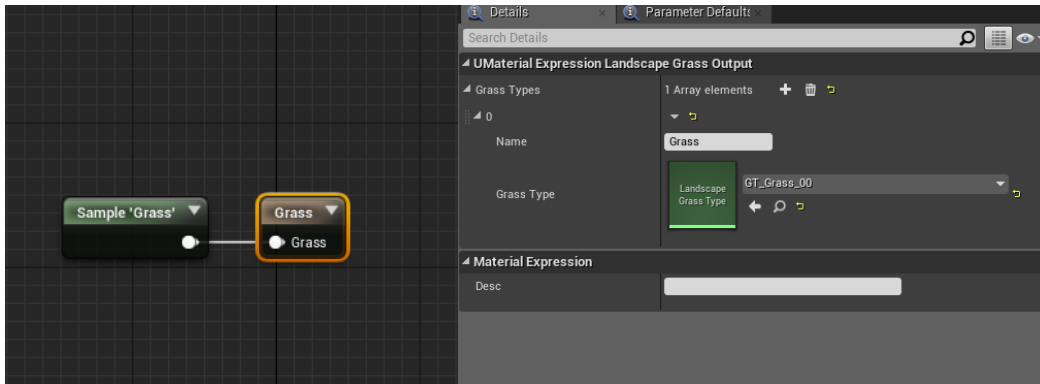 Details
Parameter Defaults
Search Details
UMaterial Expression Landscape Grass Output
Grass Types
1 Array elements
0
Name
Grass
Grass Type
Landscape
Grass Type
GT_Grass_00
Material Expression
Desc
Sample 'Grass'
Grass
Grass